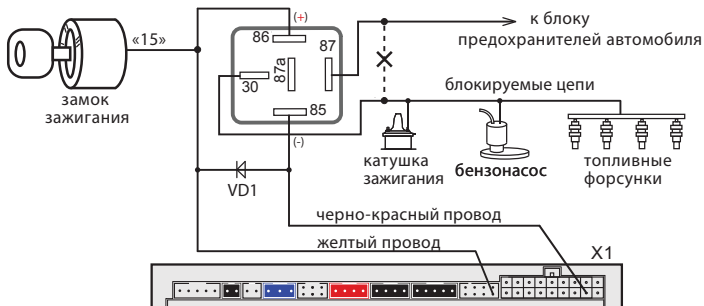 «15»
замок
зажигания
(+)
86
87
87a
30
85
(-)
к блоку
предохранителей автомобиля
блокируемые цепи
катушка
зажигания
бензонасос
топливные
форсунки
VD1
черно-красный провод
желтый провод
X1